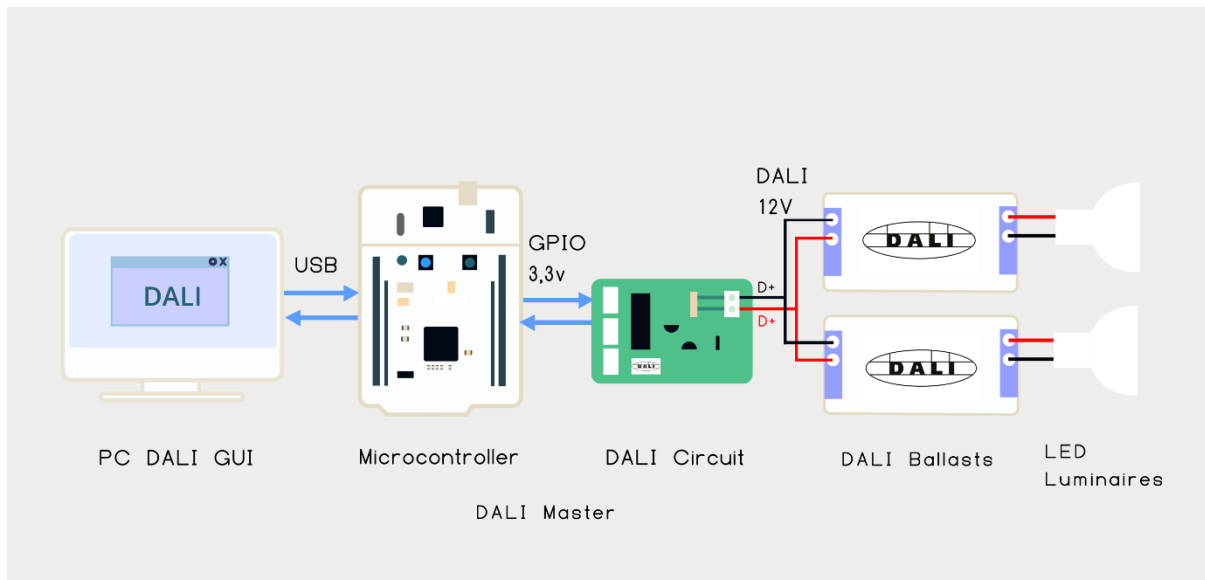 DALI
12V
DALI
GPIO
3,3v
USB
DALI
D+
D+
DALI
DALI
PC DALI GUI
Microcontroller
DALI Circuit
DALI Ballasts
LED
Luminaires
DALI Master